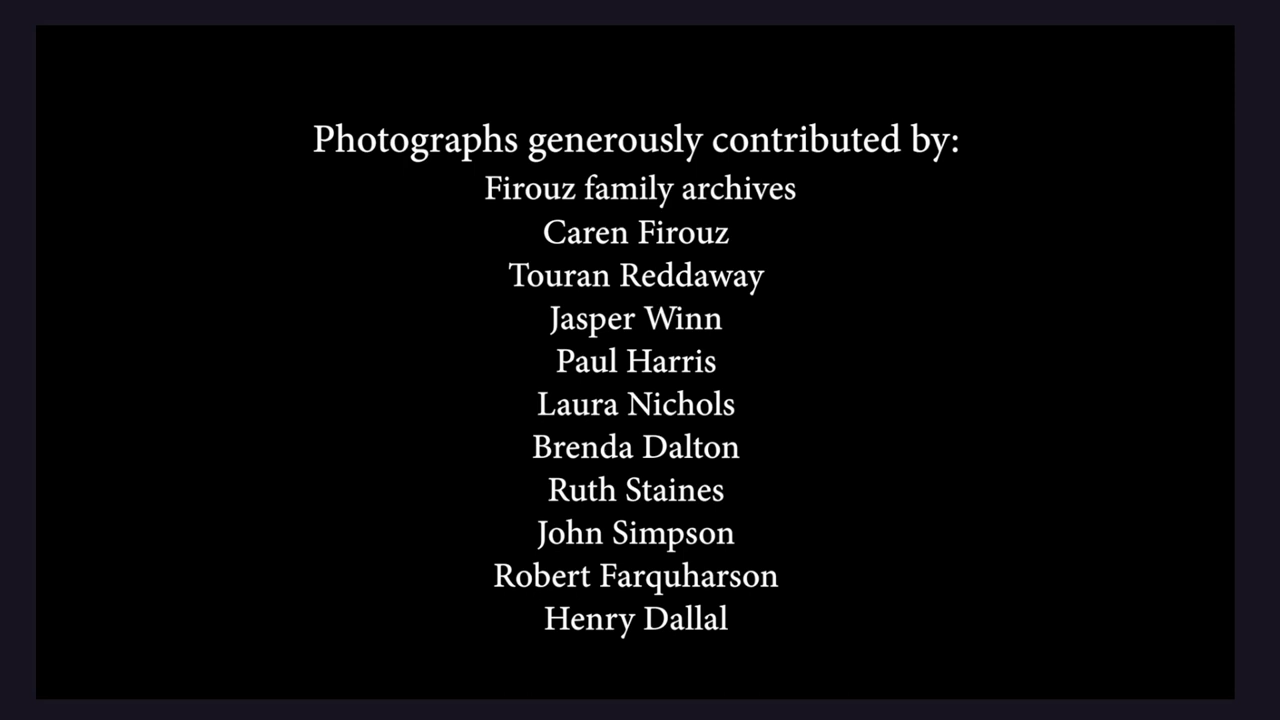 Photographs generously contributed by:
Firouz family archives
Caren Firouz
Touran Reddaway
Jasper Winn
Paul Harris
Laura Nichols
Brenda Dalton
Ruth Staines
John Simpson
Robert Farquharson
Henry Dallal